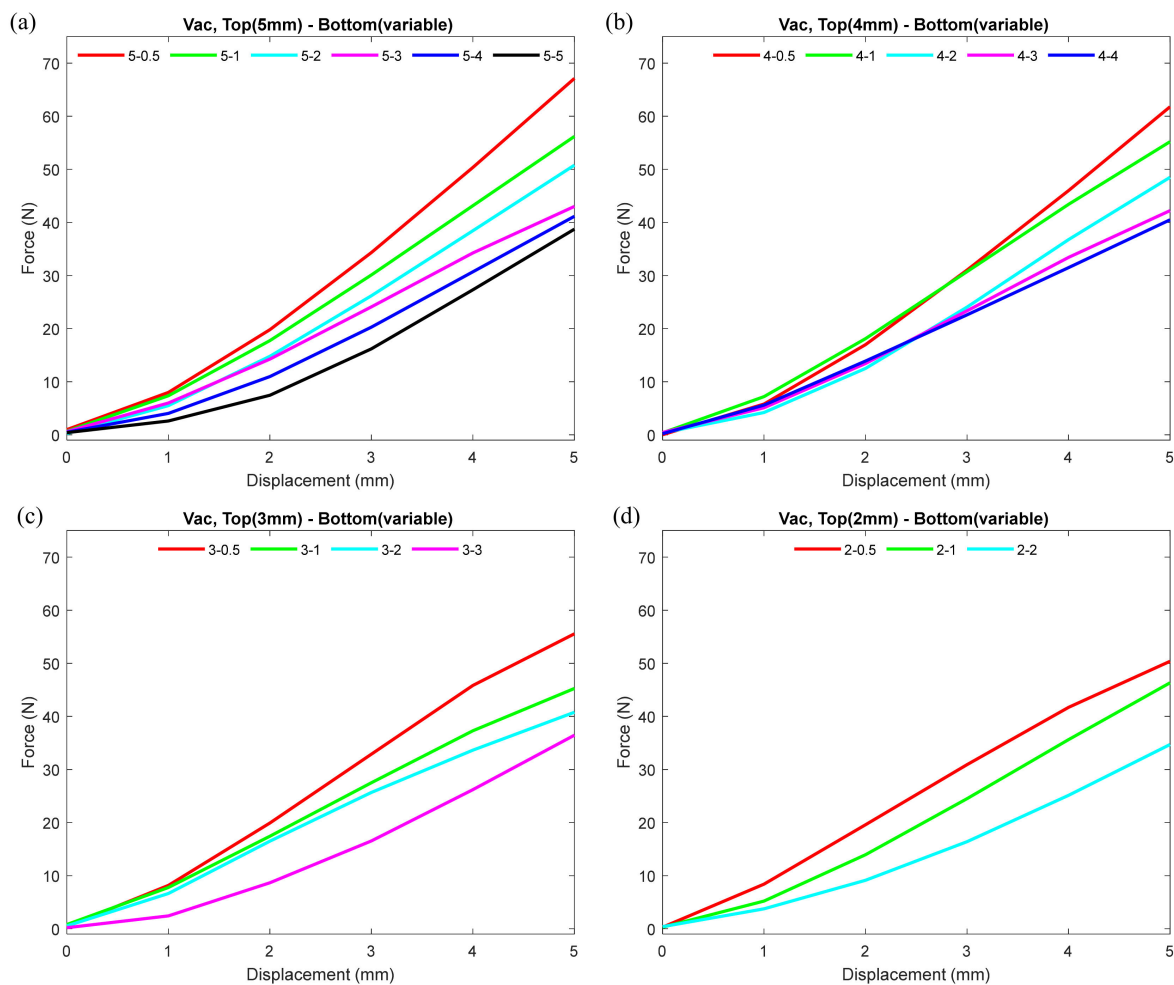 (a)
Vac, Top(5mm) - Bottom(variable)
5-0.5 5-1 5-2 5-3 5-4 5-5
70
60
50
40
30
20
10
0
Force (N)
0 1 2 3 4 5
Displacement (mm)
(b)
Vac, Top(4mm) - Bottom(variable)
4-0.5 4-1 4-2 4-3 4-4
70
60
50
40
30
20
10
0
Force (N)
0 1 2 3 4 5
Displacement (mm)
(c)
Vac, Top(3mm) - Bottom(variable)
3-0.5 3-1 3-2 3-3
70
60
50
40
30
20
10
0
Force (N)
0 1 2 3 4 5
Displacement (mm)
(d)
Vac, Top(2mm) - Bottom(variable)
2-0.5 2-1 2-2
70
60
50
40
30
20
10
0
Force (N)
0 1 2 3 4 5
Displacement (mm)